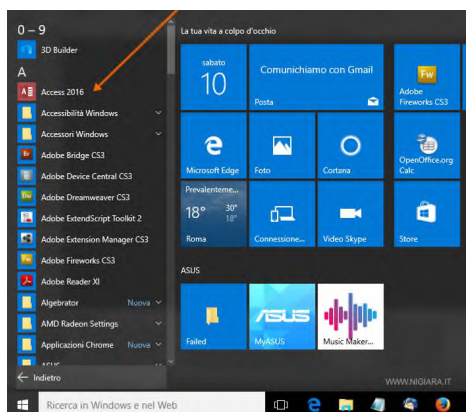 0 – 9
3D Builder
A
Access 2016
Accessibilità Windows
Accessori Windows
Adobe Bridge CS3
Adobe Device Central CS3
Adobe Dreamweaver CS3
Adobe ExtendScript Toolkit 2
Adobe Extension Manager CS3
Adobe Fireworks CS3
Adobe Reader XI
Algebrator Nuova
AMD Radeon Settings
Applicazioni Chrome Nuova
ASUS
Indietro
Ricerca in Windows e nel Web
La tua vita a colpo d'occhio
sabato
10
Comunichiamo con Gmail
Posta
Fw
Adobe
Fireworks CS3
Microsoft Edge
Foto
Cortana
OpenOffice.org
Calc
Prevalenteme...
18° 30°
18°
Roma
Connessione...
Video Skype
Store
ASUS
Failed
/ISUS
MyASUS
Music Maker...
WWW.NIGIARA.IT